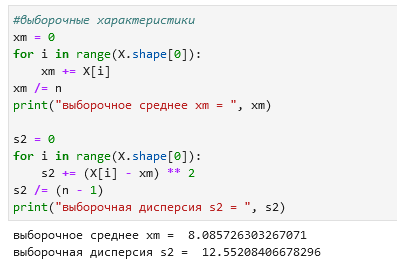 #выборочные характеристики
xm = 0
for i in range(X.shape[0]):
    xm += X[i]
xm /= n
print("выборочное среднее xm = ", xm)

s2 = 0
for i in range(X.shape[0]):
    s2 += (X[i] - xm) ** 2
s2 /= (n - 1)
print("выборочная дисперсия s2 = ", s2)

выборочное среднее xm =  8.085726303267071
выборочная дисперсия s2 =  12.55208406678296